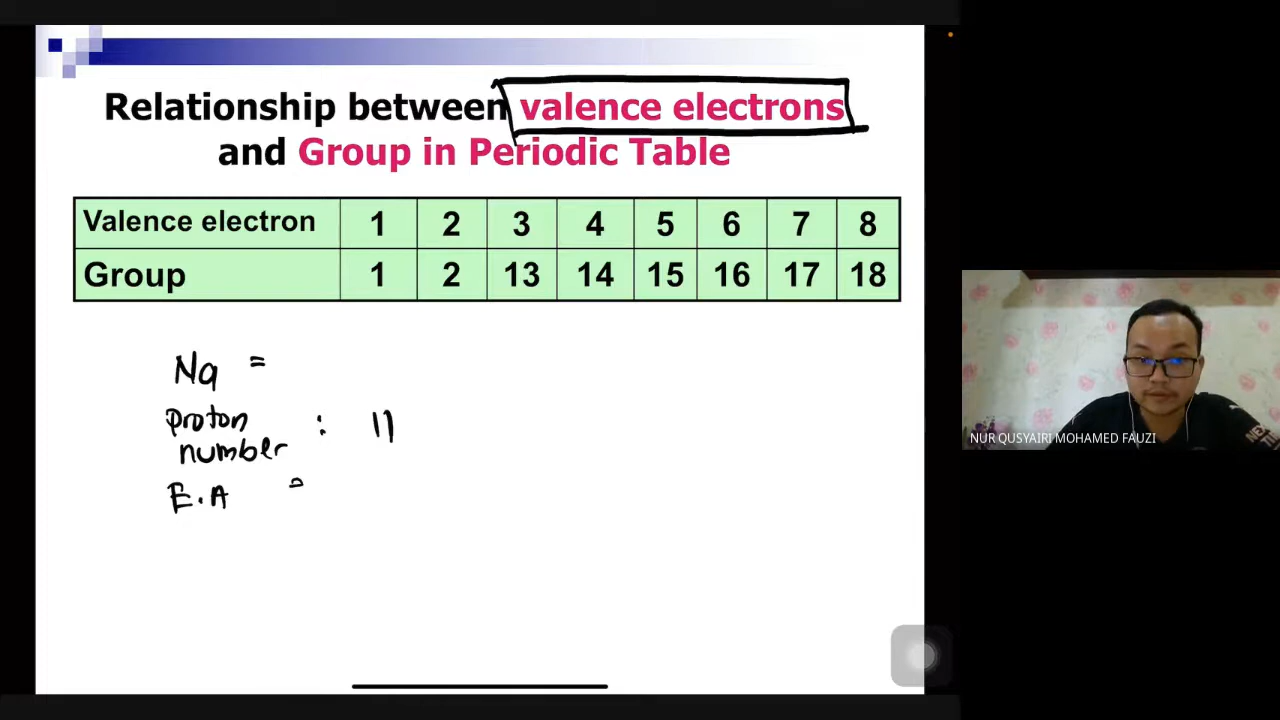 Relationship between valence electrons
and Group in Periodic Table
Valence electron 1 2 3 4 5 6 7 8
Group 1 2 13 14 15 16 17 18
Na =
proton
number : 11
E.A =
NUR QUSYAIRI MOHAMED FAUZI